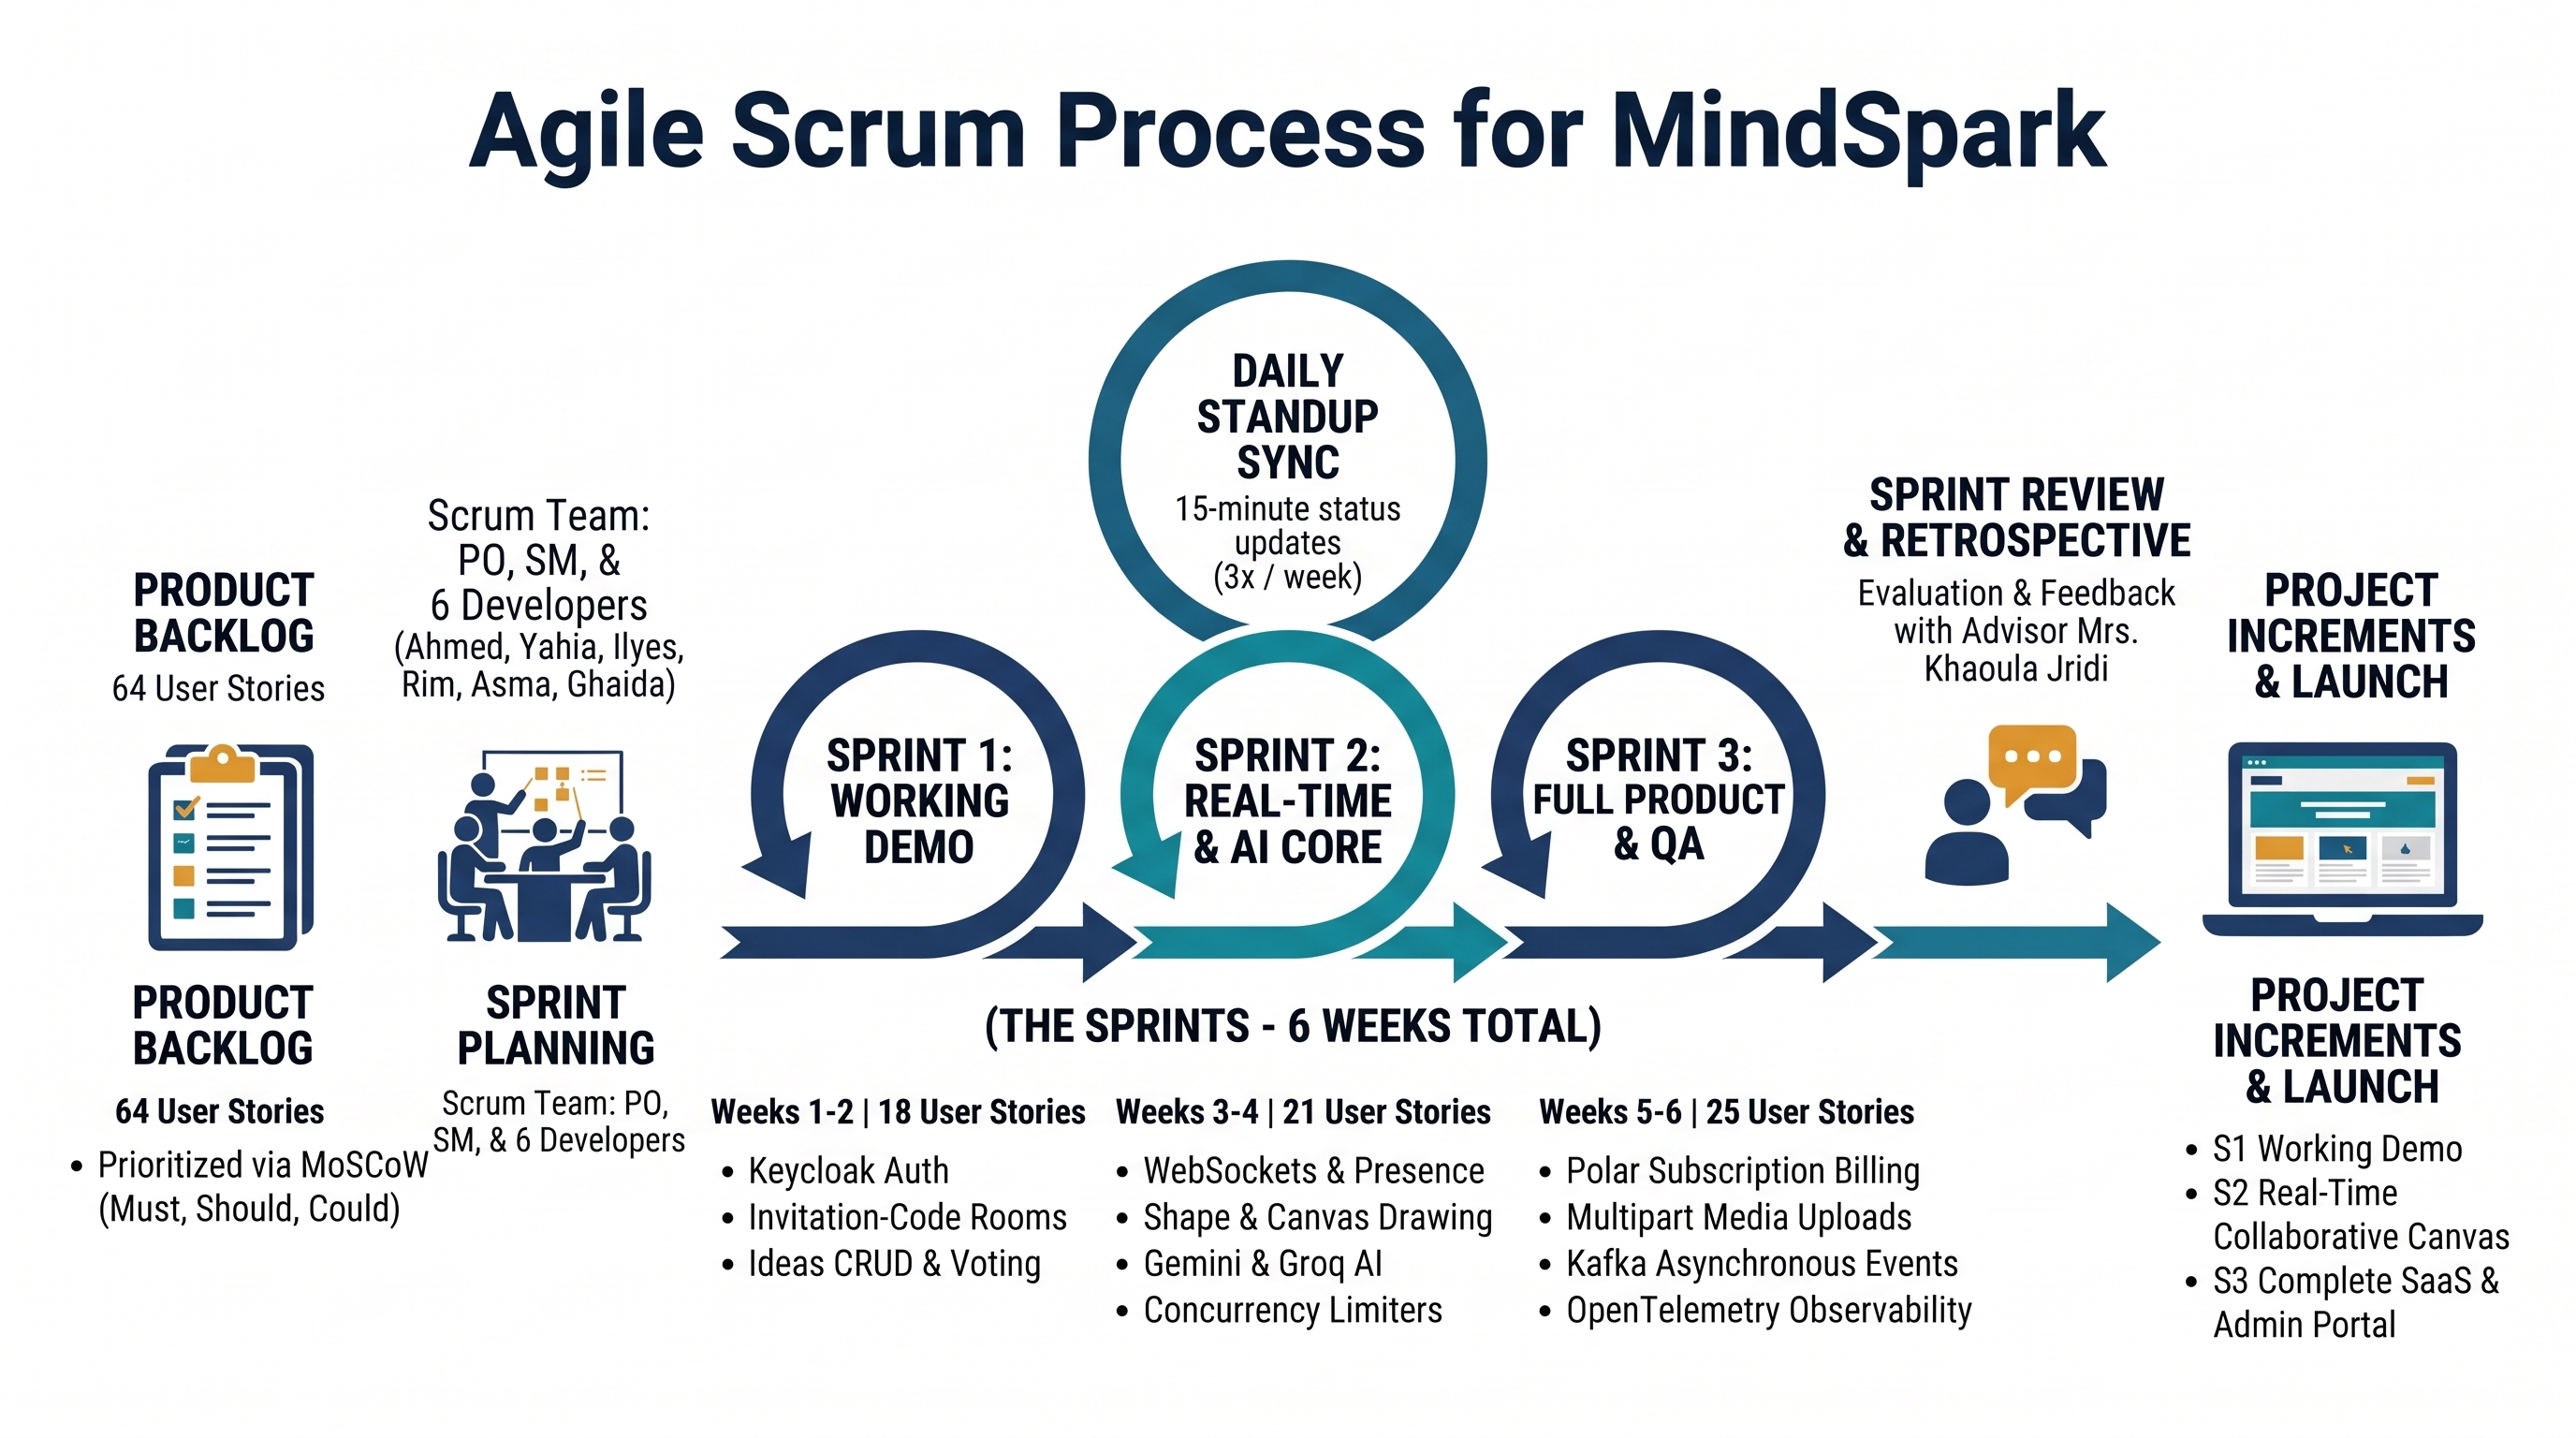 Agile Scrum Process for MindSpark
PRODUCT
BACKLOG
64 User Stories
Scrum Team:
PO, SM, &
6 Developers
(Ahmed, Yahia, Ilyes,
Rim, Asma, Ghaida)
DAILY
STANDUP
SYNC
15-minute status
updates
(3x / week)
SPRINT 1:
WORKING
DEMO
SPRINT 2:
REAL-TIME
& AI CORE
SPRINT 3:
FULL PRODUCT
& QA
SPRINT REVIEW
& RETROSPECTIVE
Evaluation & Feedback
with Advisor Mrs.
Khaoula Jridi
PROJECT
INCREMENTS
& LAUNCH
PRODUCT
BACKLOG
64 User Stories
• Prioritized via MoSCoW
(Must, Should, Could)
SPRINT
PLANNING
Scrum Team: PO,
SM, & 6 Developers
(THE SPRINTS - 6 WEEKS TOTAL)
Weeks 1-2 | 18 User Stories
• Keycloak Auth
• Invitation-Code Rooms
• Ideas CRUD & Voting
Weeks 3-4 | 21 User Stories
• WebSockets & Presence
• Shape & Canvas Drawing
• Gemini & Groq AI
• Concurrency Limiters
Weeks 5-6 | 25 User Stories
• Polar Subscription Billing
• Multipart Media Uploads
• Kafka Asynchronous Events
• OpenTelemetry Observability
PROJECT
INCREMENTS
& LAUNCH
• S1 Working Demo
• S2 Real-Time
Collaborative Canvas
• S3 Complete SaaS &
Admin Portal